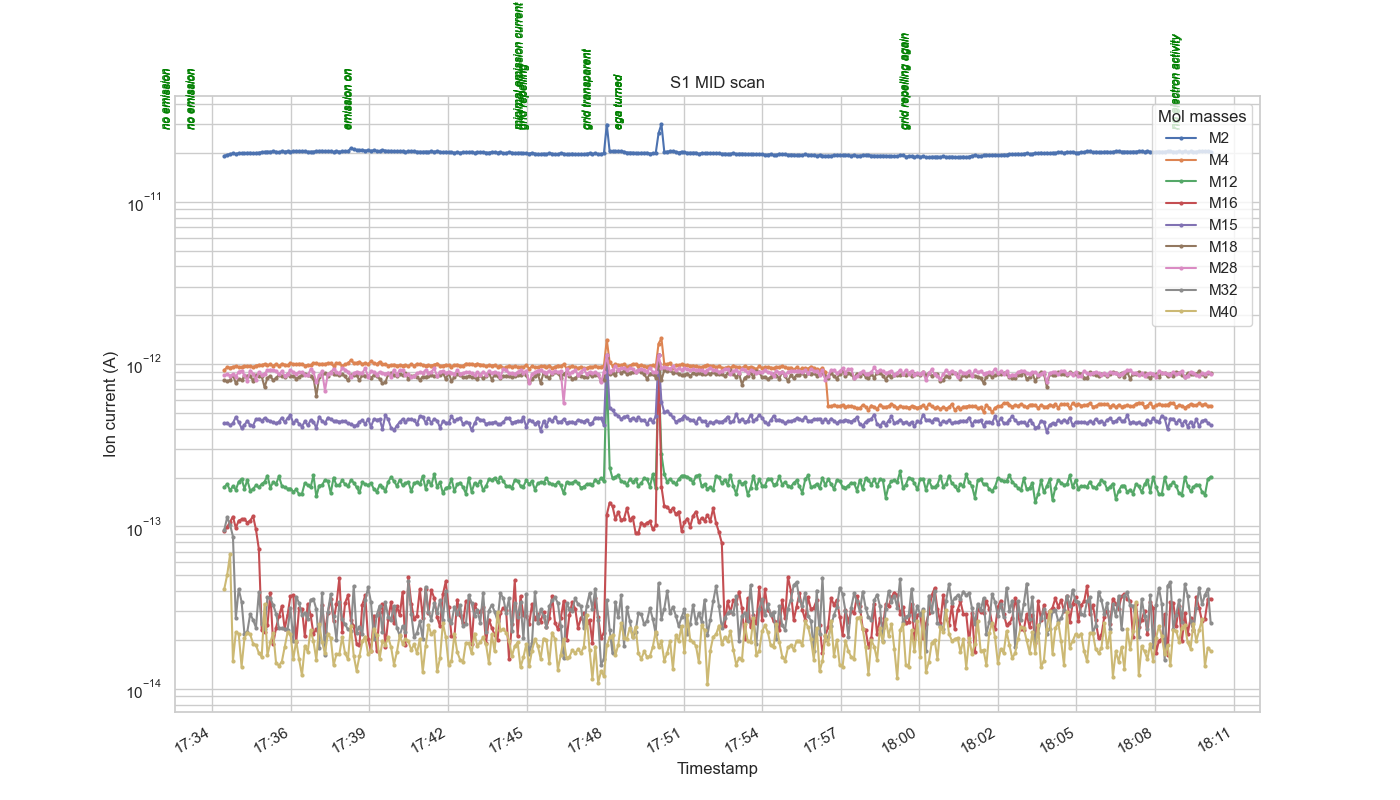 no emission
no emission
emission on
minimal emission current
grid repelling
grid transparent
ega turned
grid repelling again
S1 MID scan
Mol masses
M2
M4
M12
M16
M15
M18
M28
M32
M40
Ion current (A)
10⁻¹¹
10⁻¹²
10⁻¹³
10⁻¹⁴
17:34
17:36
17:39
17:42
17:45
17:48
17:51
17:54
17:57
18:00
18:02
18:05
18:08
18:11
Timestamp